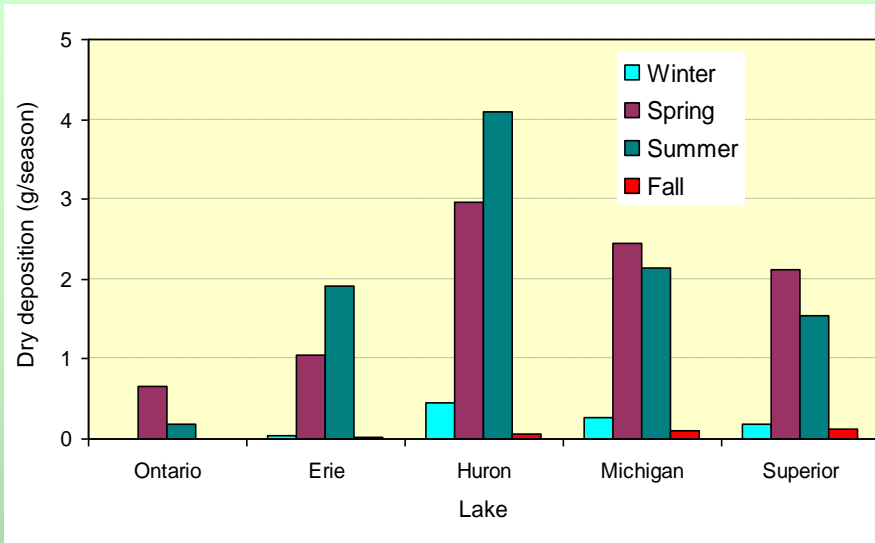 5
4
3
2
1
0
Dry deposition (g/season)
Winter
Spring
Summer
Fall
Ontario Erie Huron Michigan Superior
Lake